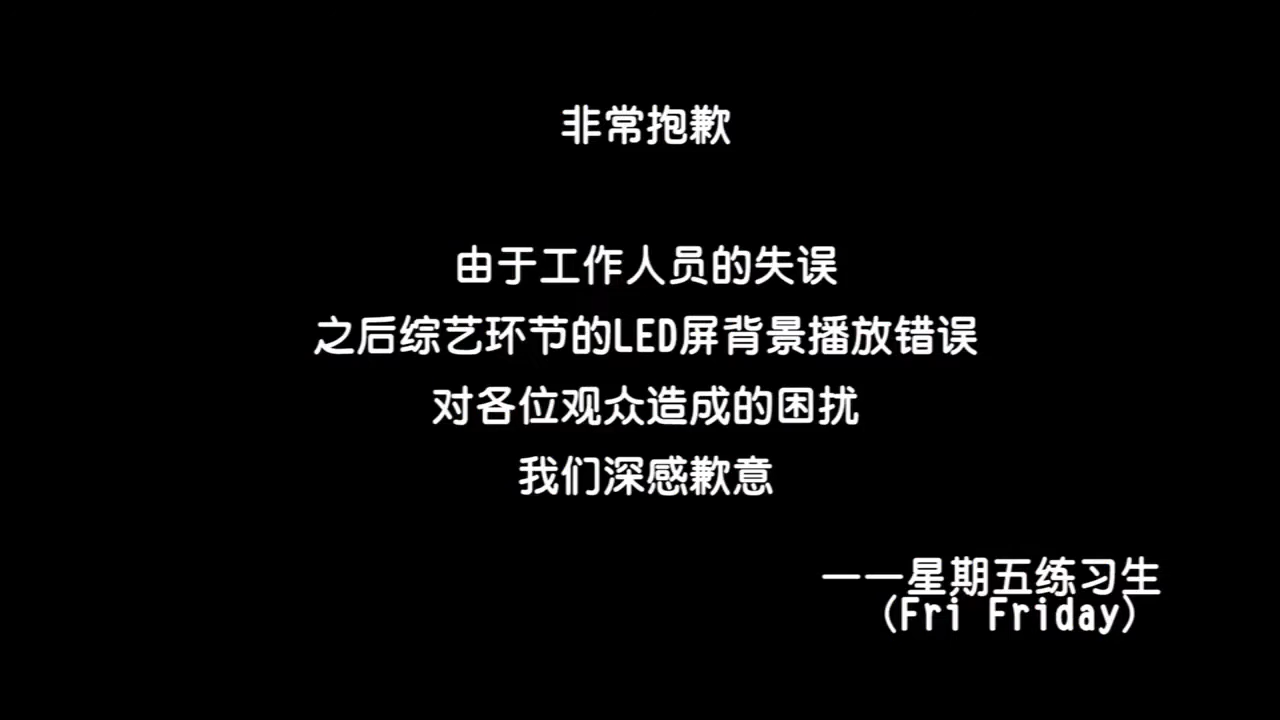 非常抱歉
由于工作人员的失误
之后综艺环节的LED屏背景播放错误
对各位观众造成的困扰
我们深感歉意
——星期五练习生
(Fri Friday)